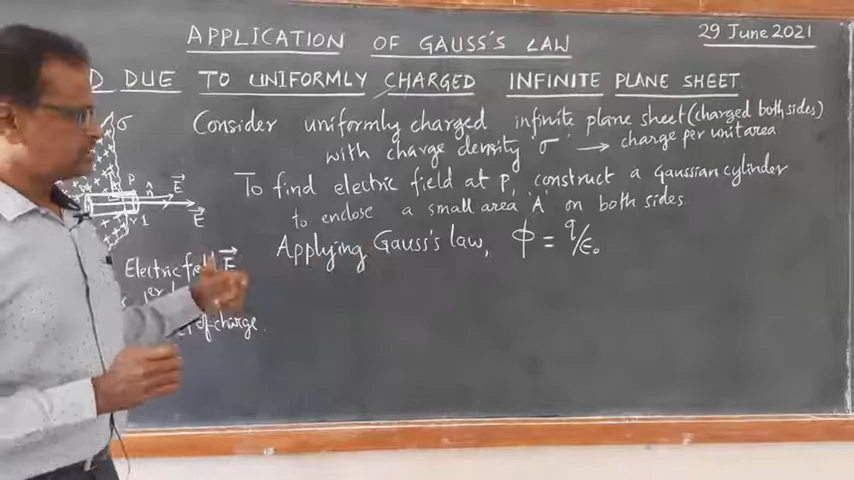 29 June 2021
APPLICATION OF GAUSS'S LAW
D DUE TO UNIFORMLY CHARGED INFINITE PLANE SHEET
Consider uniformly charged infinite plane sheet (charged both sides)
with charge density 'σ' → charge per unit area
To find electric field at P, construct a gaussian cylinder
to enclose a small area 'A' on both sides
Applying Gauss's law, ϕ = q/ε₀
σ
P
n̂
E⃗
E⃗
1
Electric field E⃗
of charge.